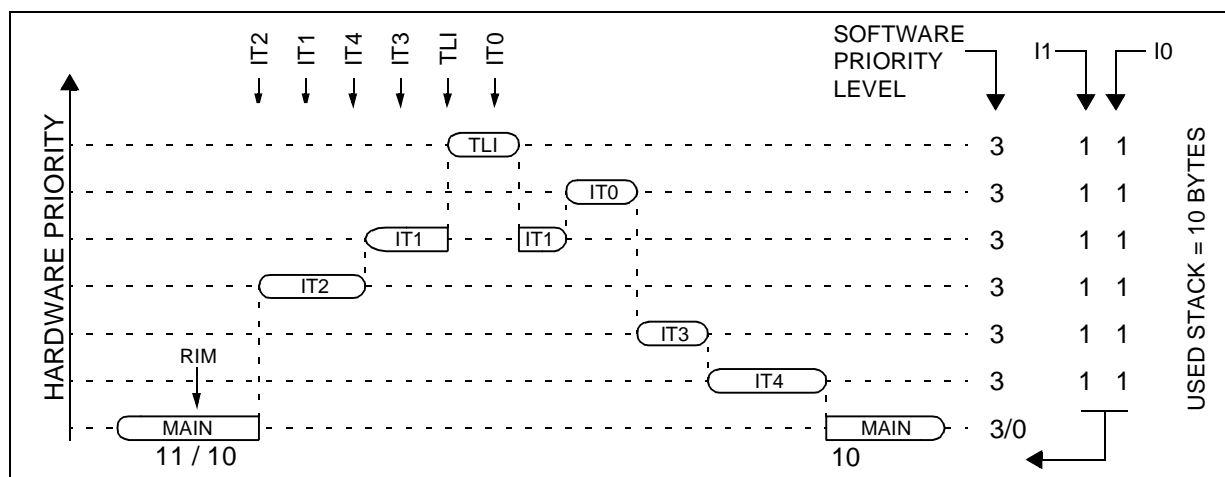 IT2
IT1
IT4
IT3
TLI
IT0
SOFTWARE
PRIORITY
LEVEL
I1
I0
HARDWARE PRIORITY
TLI
3
1 1
IT0
3
1 1
IT1
IT1
3
1 1
IT2
3
1 1
IT3
3
1 1
RIM
IT4
3
1 1
MAIN
MAIN
3/0
11 / 10
10
USED STACK = 10 BYTES